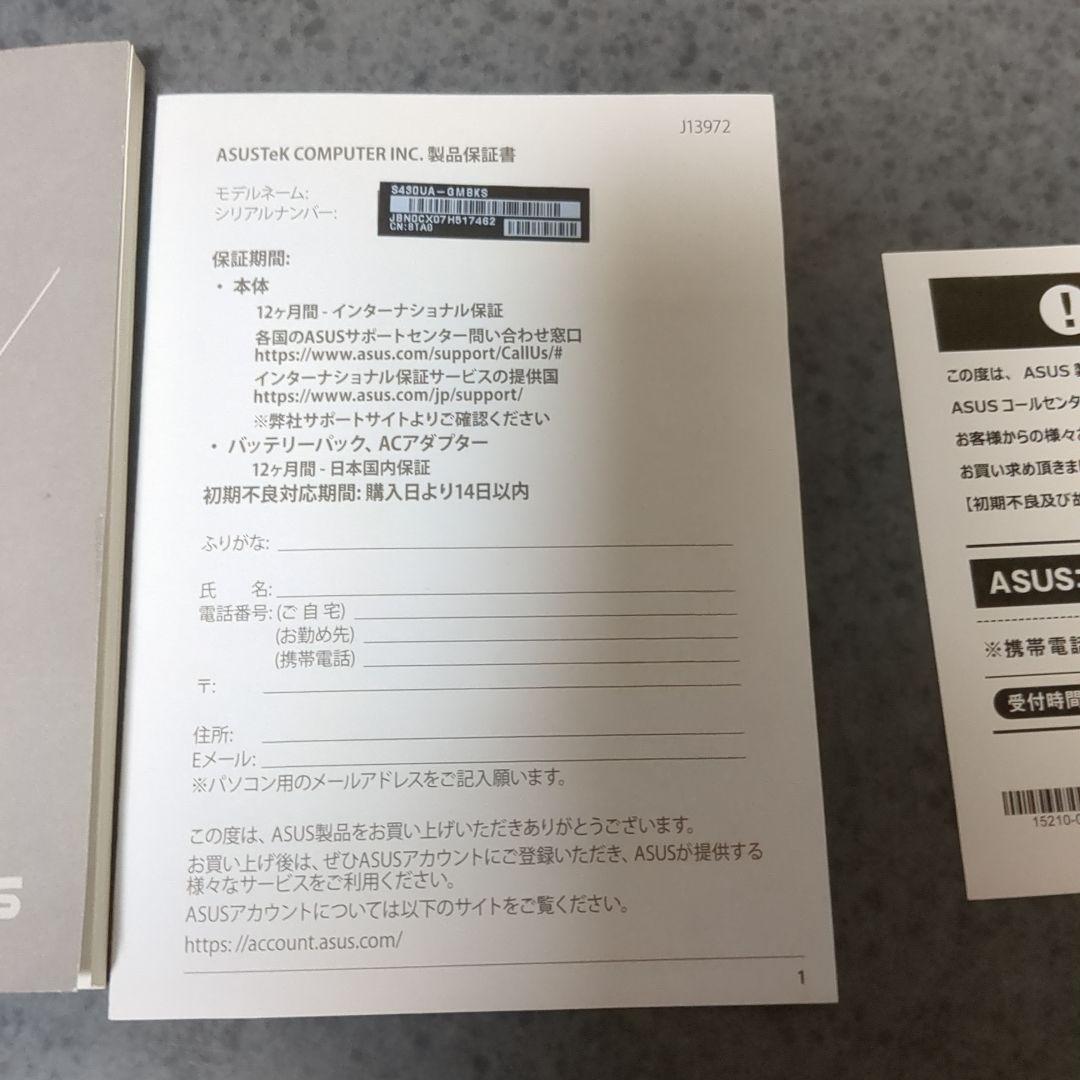 J13972
ASUSTeK COMPUTER INC. 製品保証書
モデルネーム:
シリアルナンバー:
S430UA-GMBKS
JBN0CX07H517462
CN:8TA0
保証期間:
・ 本体
12ヶ月間 - インターナショナル保証
各国のASUSサポートセンター問い合わせ窓口
https://www.asus.com/support/CallUs/#
インターナショナル保証サービスの提供国
https://www.asus.com/jp/support/
※弊社サポートサイトよりご確認ください
・ バッテリーパック、ACアダプター
12ヶ月間 - 日本国内保証
初期不良対応期間: 購入日より14日以内
ふりがな:
氏 名:
電話番号: (ご 自 宅)
(お勤め先)
(携帯電話)
〒:
住所:
Eメール:
※パソコン用のメールアドレスをご記入願います。
この度は、ASUS製品をお買い上げいただきありがとうございます。
お買い上げ後は、ぜひASUSアカウントにご登録いただき、ASUSが提供する
様々なサービスをご利用ください。
ASUSアカウントについては以下のサイトをご覧ください。
https: //account.asus.com/
1
!
この度は、 ASUS
ASUS コールセンタ
お客様からの様々
お買い求め頂きま
【初期不良及び
ASUS
※携帯電話
受付時間
15210-0
S